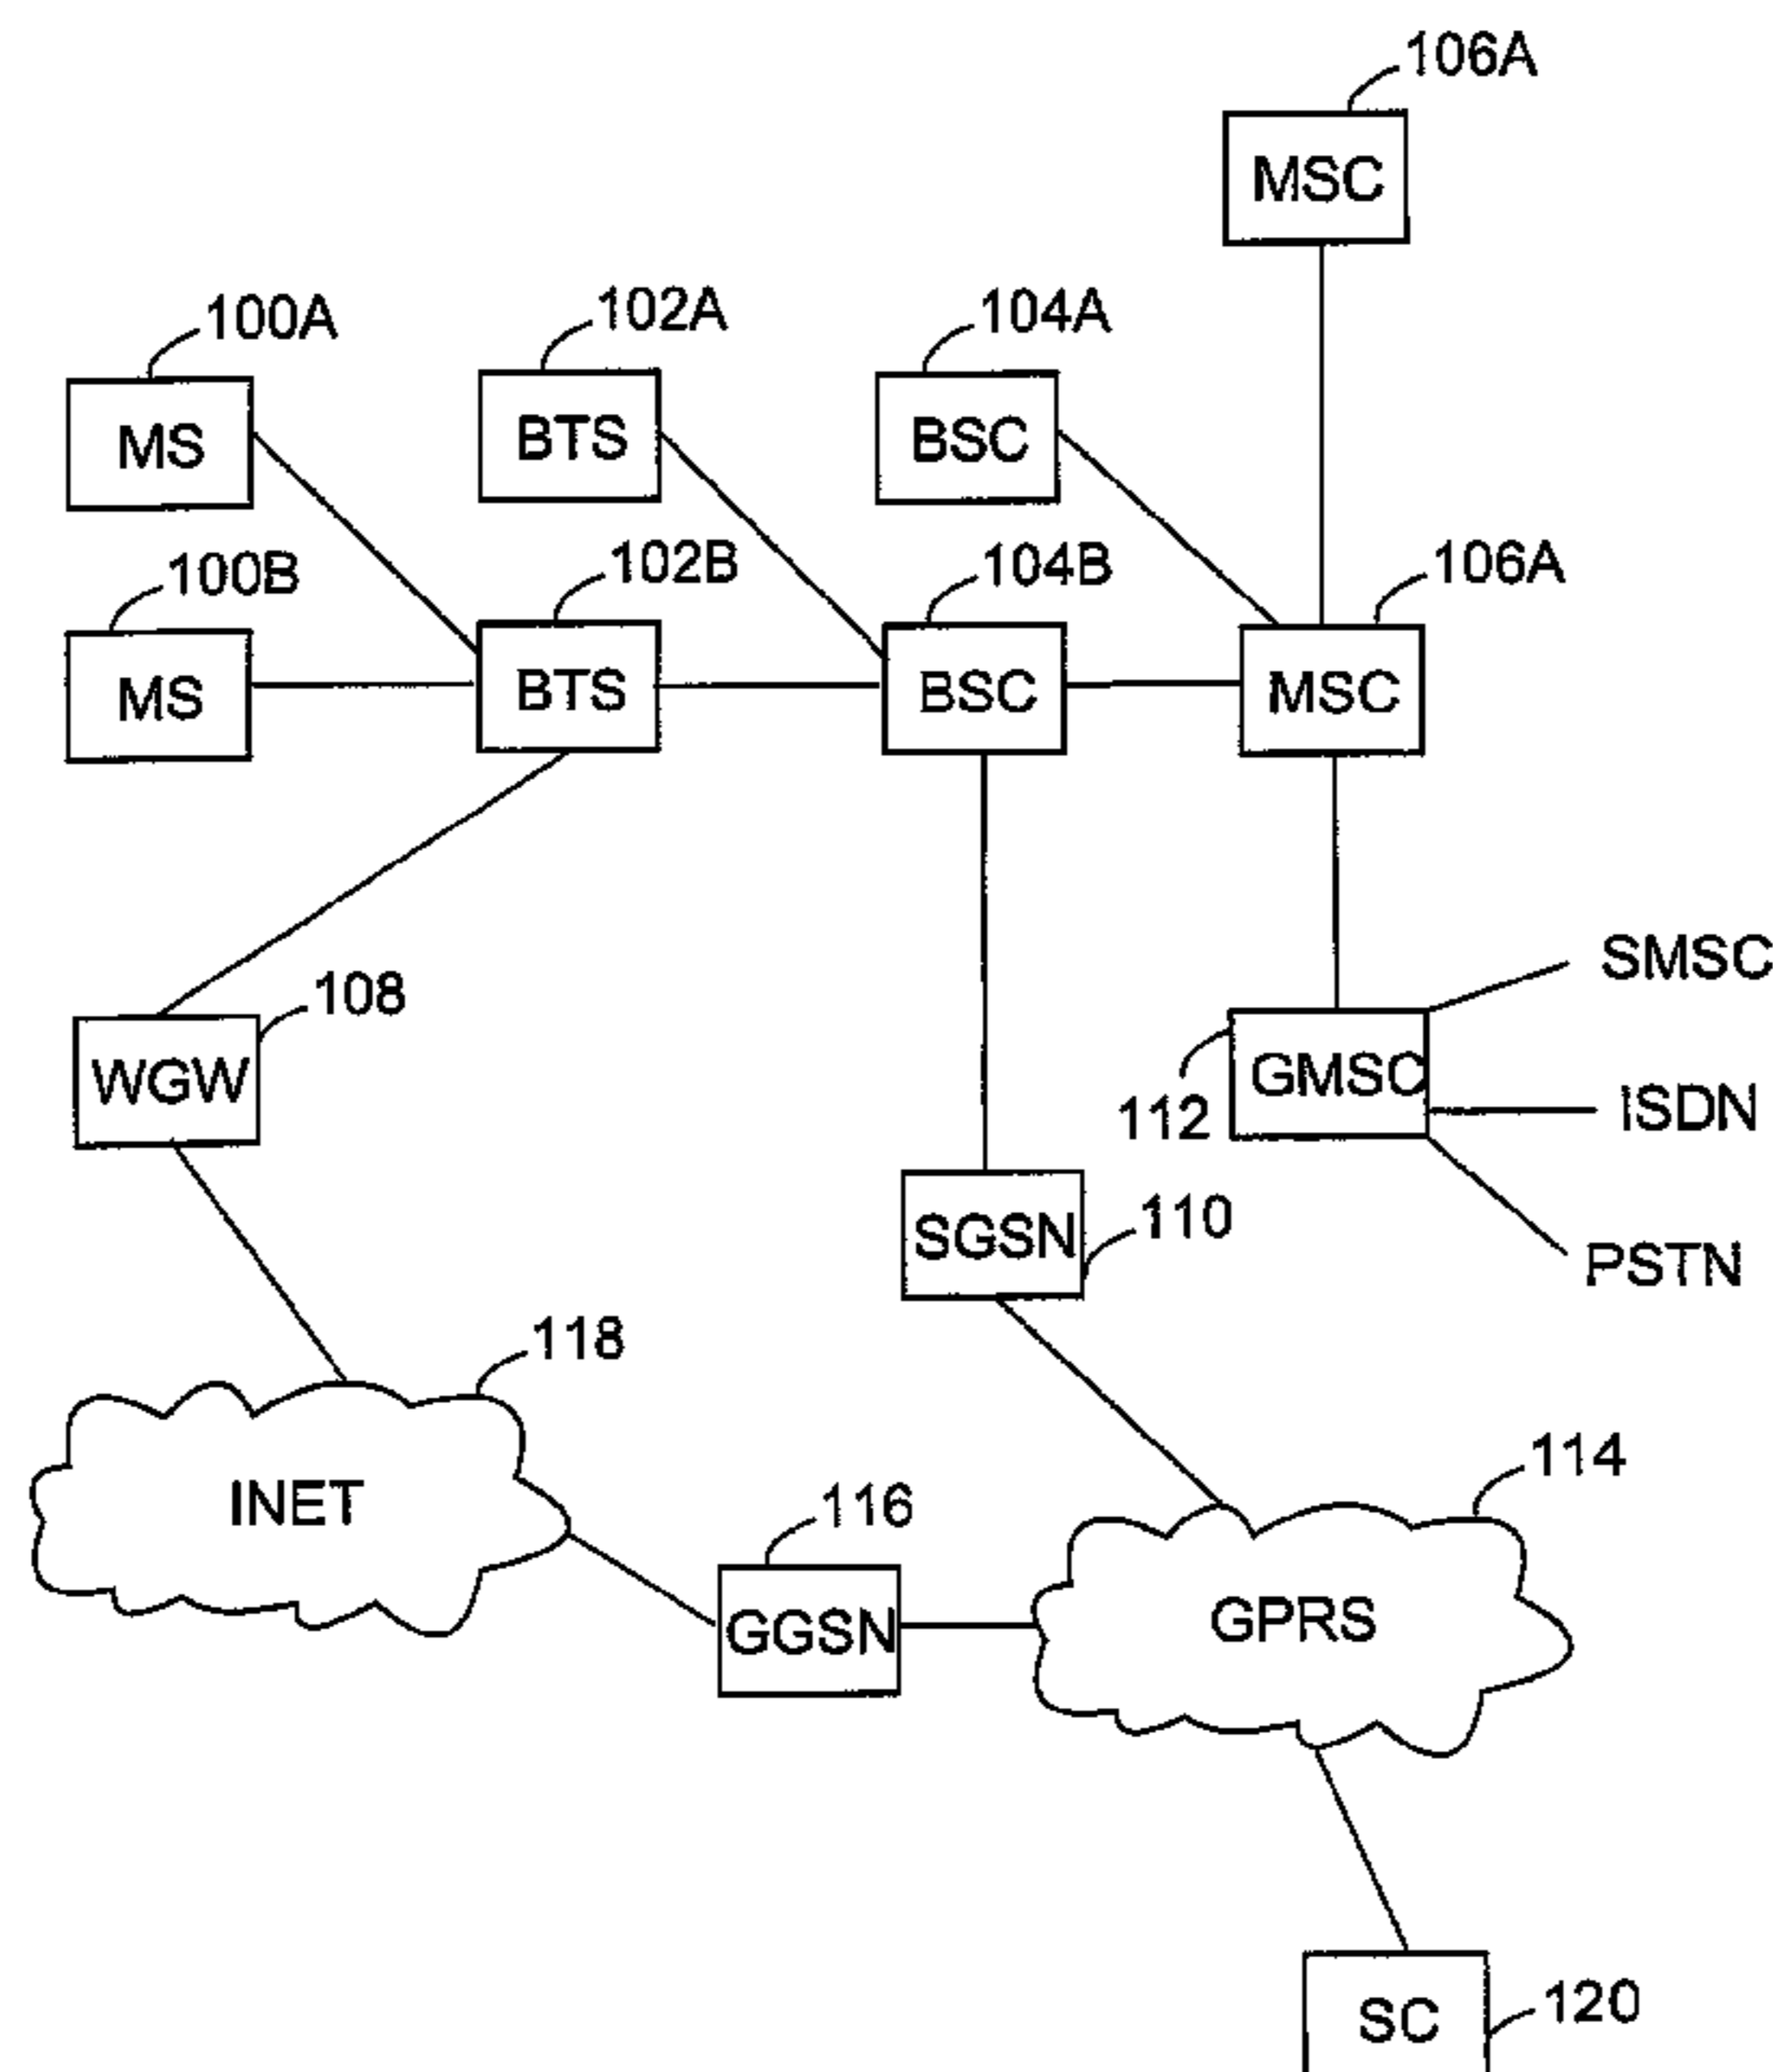 106A
MSC
100A
102A
104A
MS
BTS
BSC
100B
102B
104B
106A
MS
BTS
BSC
MSC
108
SMSC
WGW
GMSC
112
ISDN
SGSN
110
PSTN
118
INET
114
116
GPRS
GGSN
SC
120